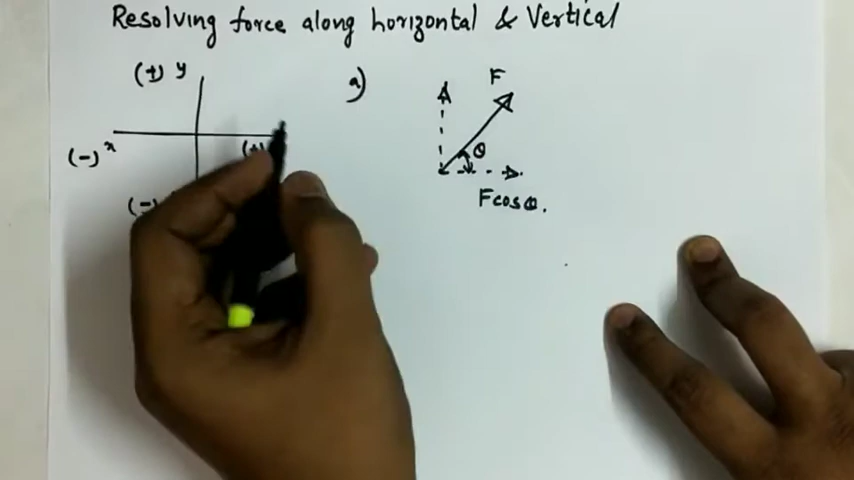 Resolving force along horizontal & Vertical
(+) y
a)
F
(-) x
(+)
θ
(-)
Fcosθ.